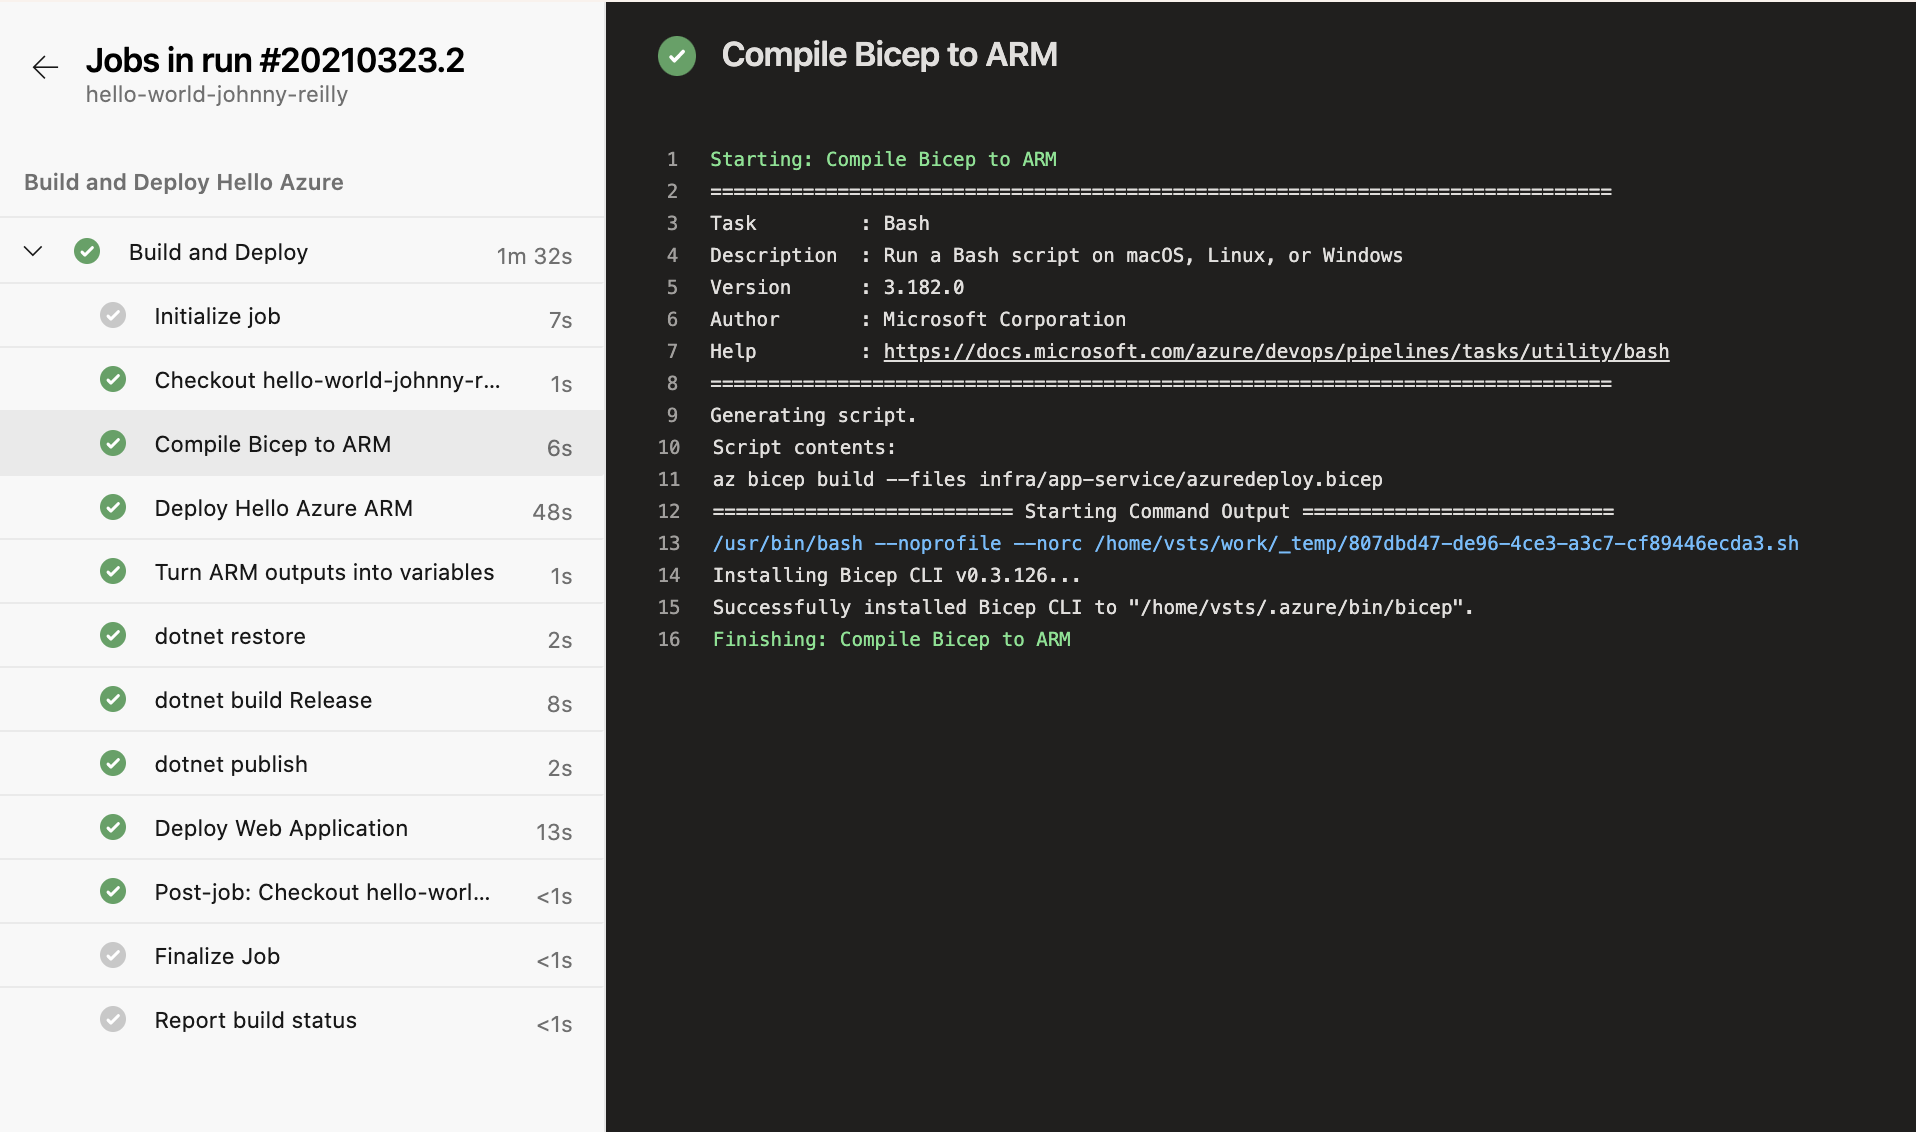 Jobs in run #20210323.2
hello-world-johnny-reilly
Build and Deploy Hello Azure
Build and Deploy 1m 32s
Initialize job 7s
Checkout hello-world-johnny-r... 1s
Compile Bicep to ARM 6s
Deploy Hello Azure ARM 48s
Turn ARM outputs into variables 1s
dotnet restore 2s
dotnet build Release 8s
dotnet publish 2s
Deploy Web Application 13s
Post-job: Checkout hello-worl... <1s
Finalize Job <1s
Report build status <1s
Compile Bicep to ARM
1 Starting: Compile Bicep to ARM
2 ==============================================================================
3 Task         : Bash
4 Description  : Run a Bash script on macOS, Linux, or Windows
5 Version      : 3.182.0
6 Author       : Microsoft Corporation
7 Help         : https://docs.microsoft.com/azure/devops/pipelines/tasks/utility/bash
8 ==============================================================================
9 Generating script.
10 Script contents:
11 az bicep build --files infra/app-service/azuredeploy.bicep
12 ========================== Starting Command Output ===========================
13 /usr/bin/bash --noprofile --norc /home/vsts/work/_temp/807dbd47-de96-4ce3-a3c7-cf89446ecda3.sh
14 Installing Bicep CLI v0.3.126...
15 Successfully installed Bicep CLI to "/home/vsts/.azure/bin/bicep".
16 Finishing: Compile Bicep to ARM